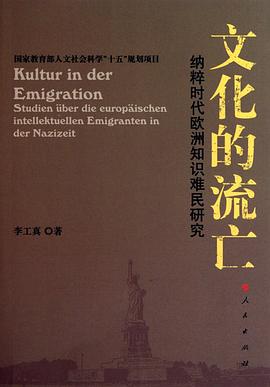 国家教育部人文社会科学"十五"规划项目
Kultur in der
Emigration
Studien über die europäischen
intellektuellen Emigranten in
der Nazizeit
李工真◎著
文化的流亡
纳粹时代欧洲知识难民研究
人民出版社